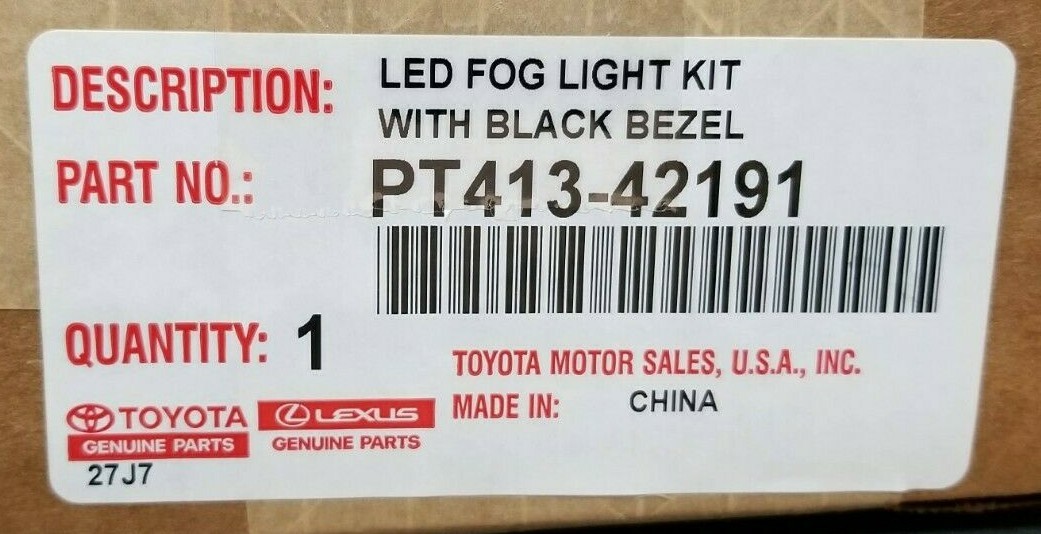 DESCRIPTION: LED FOG LIGHT KIT
WITH BLACK BEZEL
PART NO.: PT413-42191
QUANTITY: 1
TOYOTA MOTOR SALES, U.S.A., INC.
MADE IN: CHINA
TOYOTA
GENUINE PARTS
LEXUS
GENUINE PARTS
27J7